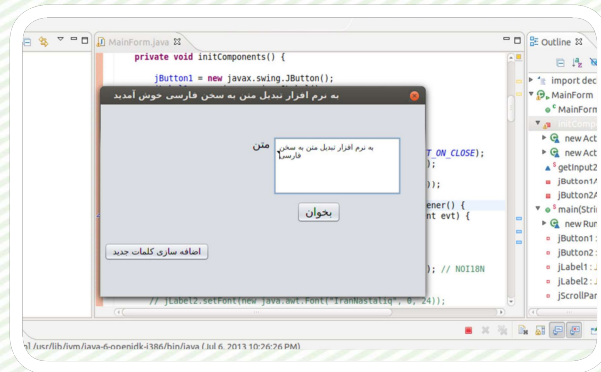 MainForm.java
private void initComponents() {
jButton1 = new javax.swing.JButton();
به نرم افزار تبدیل متن به سخن فارسی خوش آمدید
متن
به نرم افزار تبدیل متن به سخن
فارسی
بخوان
اضافه سازی کلمات جدید
T_ON_CLOSE);
);
));
ener() {
nt evt) {
); // NOI18N
// jLabel2.setFont(new java.awt.Font("IranNastaliq", 0, 24));
Outline
import dec
MainForm
MainForm
initComp
new Act
new Act
getInput2
jButton1A
jButton2A
main(Stri
new Run
jButton1 :
jButton2 :
jLabel1 : J
jLabel2 : J
jScrollPar
/usr/lib/jvm/java-6-openjdk-i386/bin/java (Jul 6, 2013 10:26:26 PM)